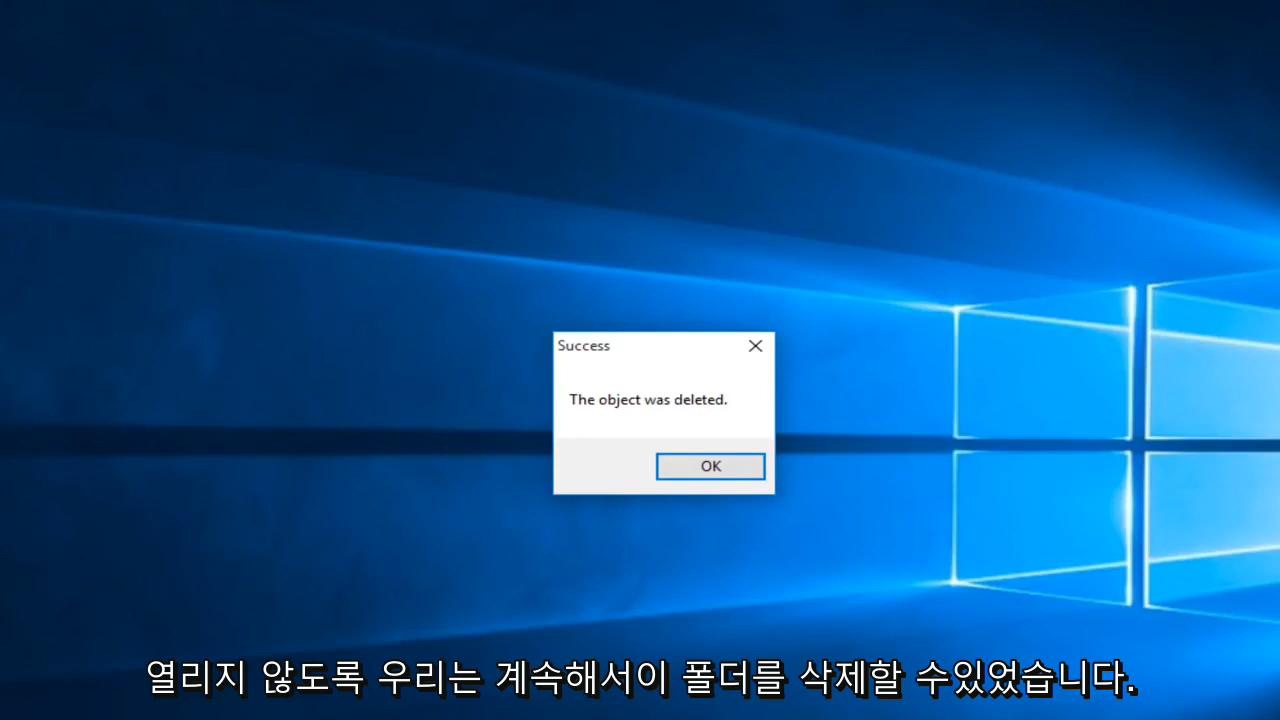 Success
The object was deleted.
OK
열리지 않도록 우리는 계속해서이 폴더를 삭제할 수있었습니다.